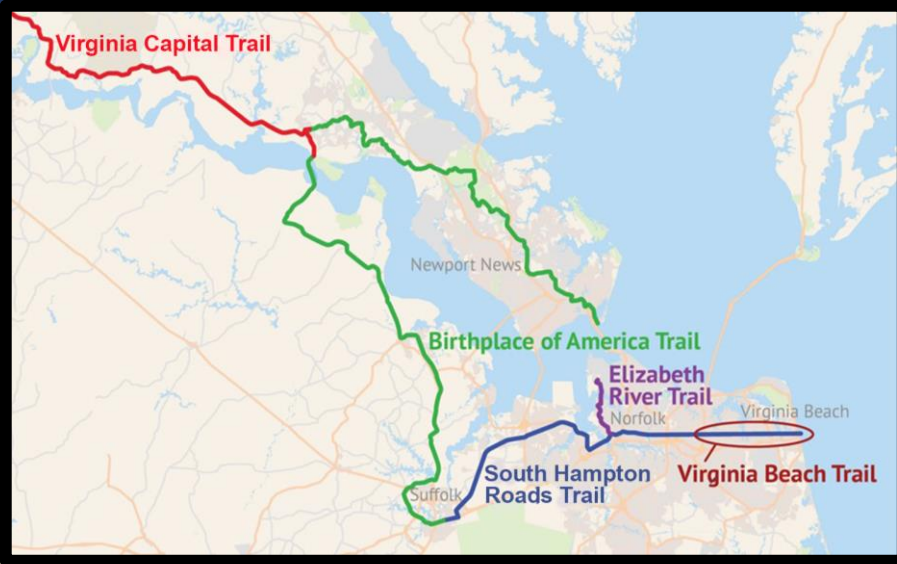 Virginia Capital Trail
Newport News
Birthplace of America Trail
Elizabeth
River Trail
Norfolk
Virginia Beach
Virginia Beach Trail
South Hampton
Roads Trail
Suffolk